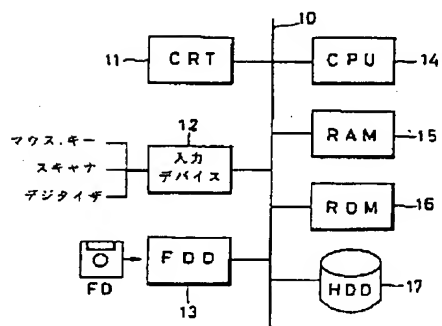 10
11
CRT
CPU
14
マウス.キー
スキャナ
デジタイザ
12
入力
デバイス
RAM
15
ROM
16
FD
FDD
13
HDD
17